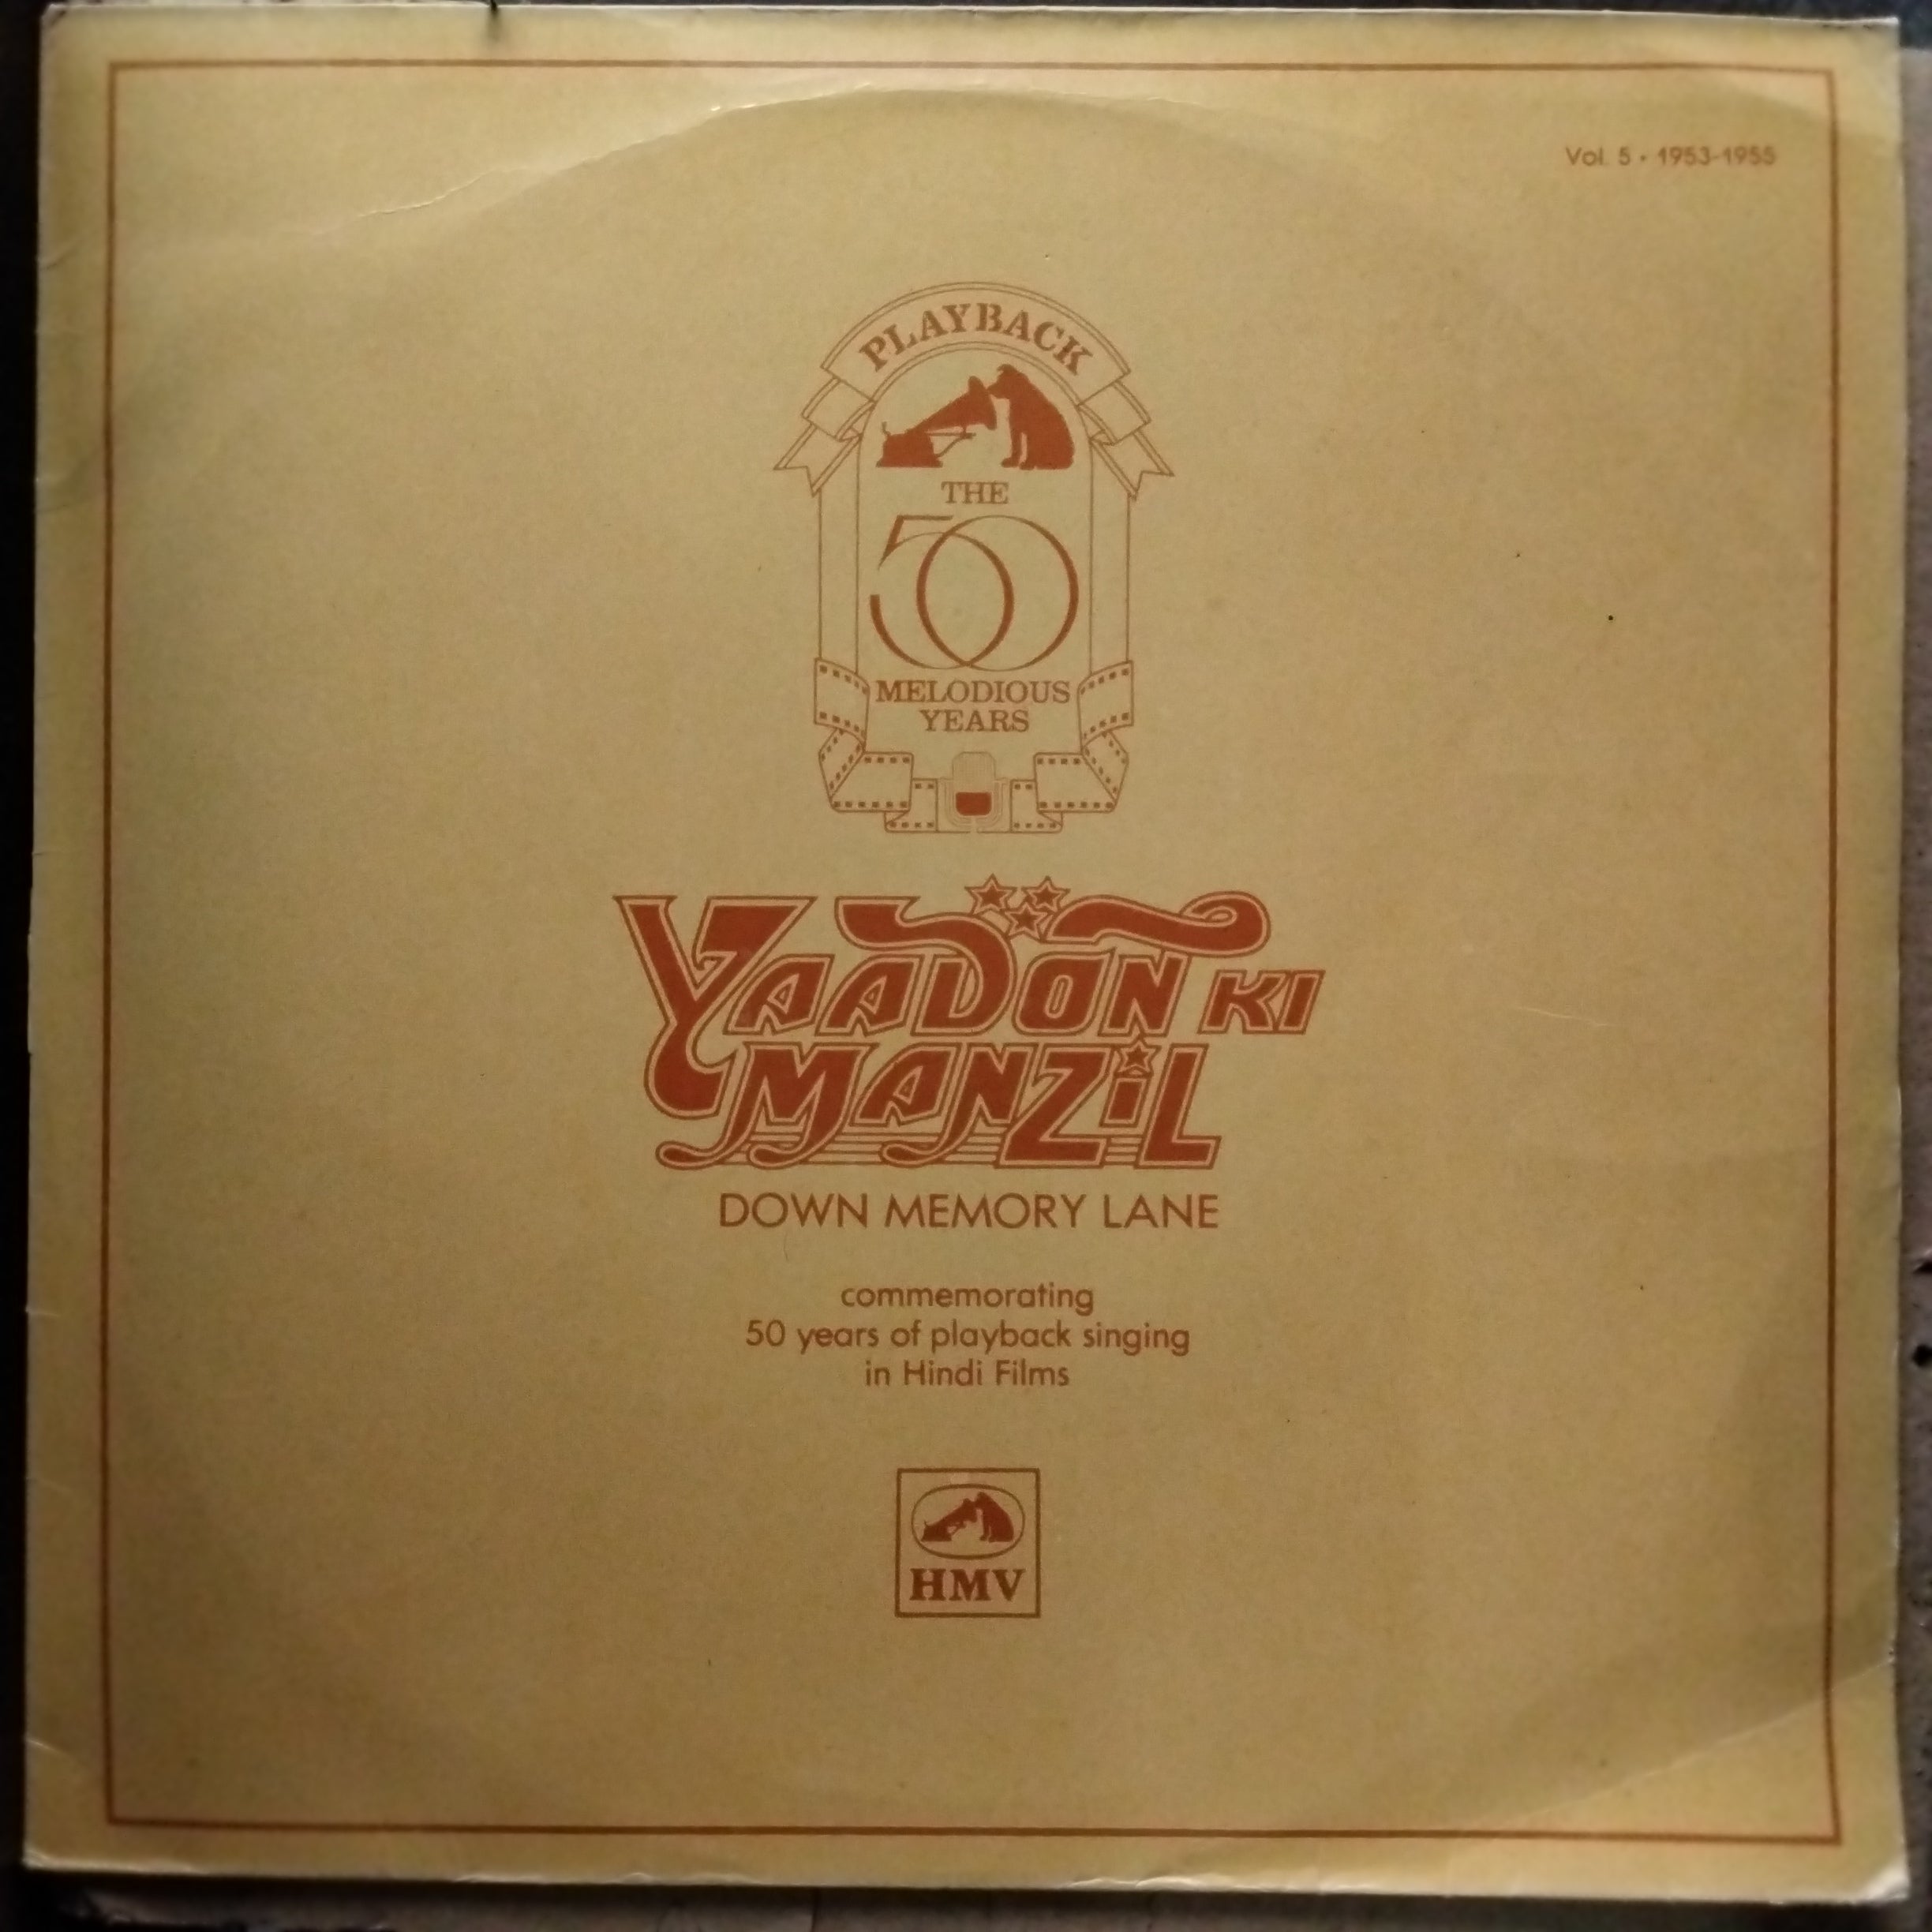 Vol. 5 • 1953-1955
PLAYBACK
THE
50
MELODIOUS
YEARS
YAADON KI
MANZiL
DOWN MEMORY LANE
commemorating
50 years of playback singing
in Hindi Films
HMV